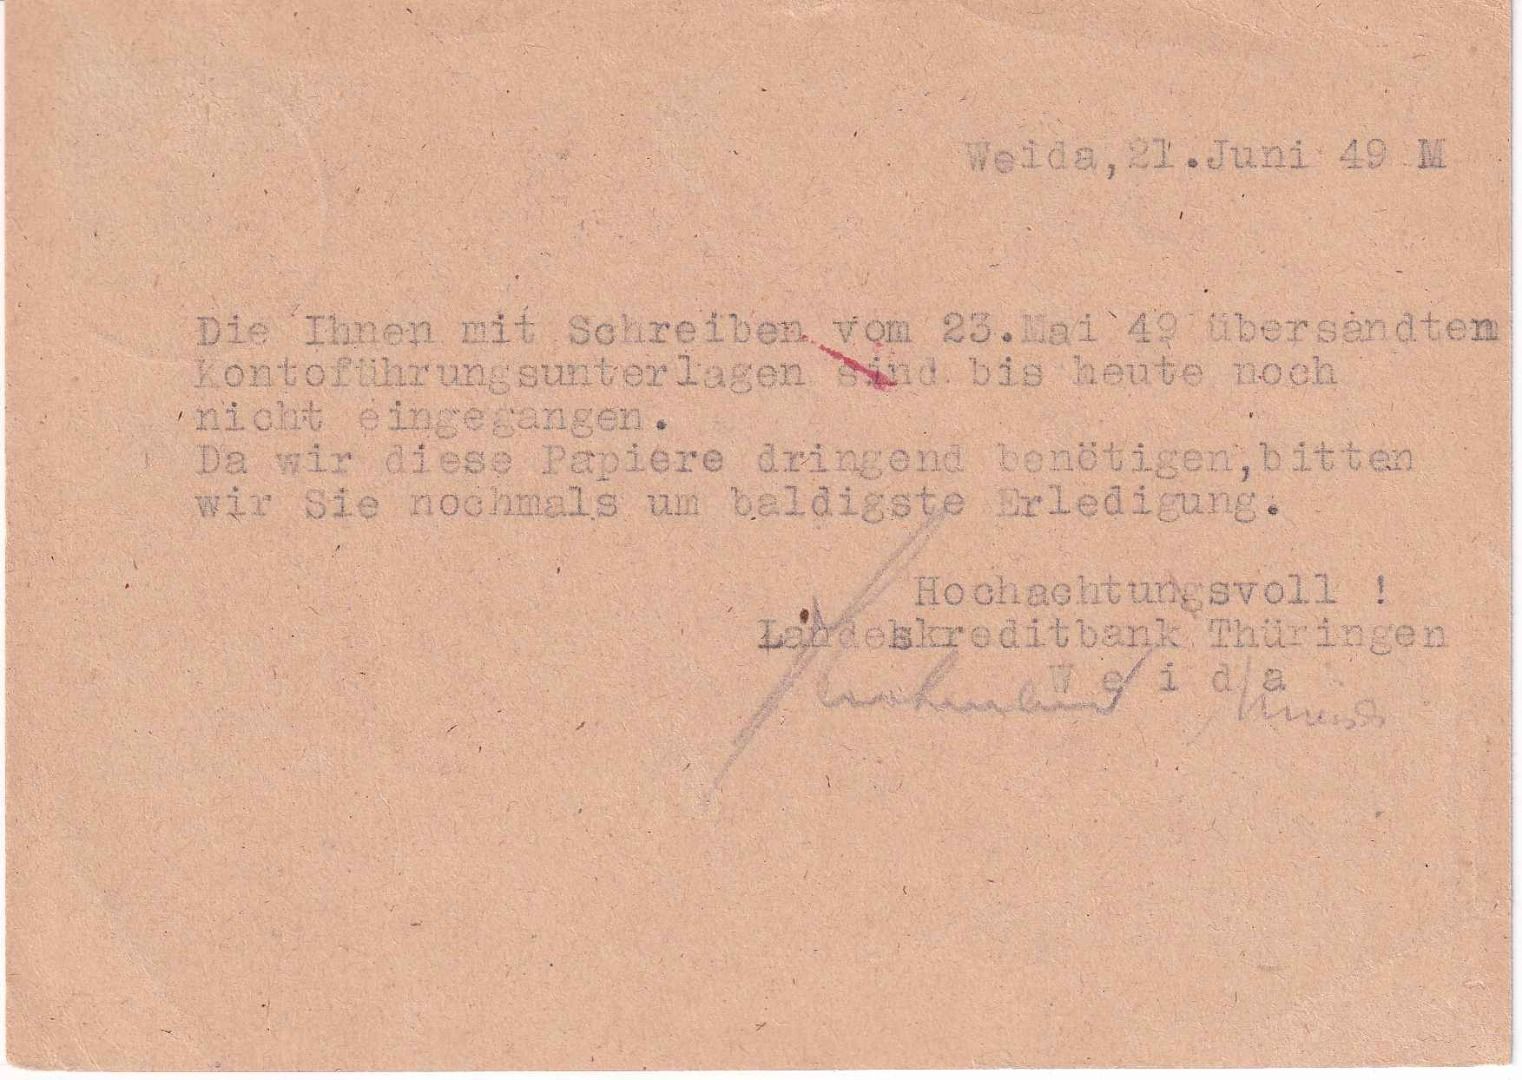 Weida, 21.Juni 49 M
Die Ihnen mit Schreiben vom 23.Mai 49 übersandten
Kontoführungsunterlagen sind bis heute noch
nicht eingegangen.
Da wir diese Papiere dringend benötigen,bitten
wir Sie nochmals um baldigste Erledigung.
Hochachtungsvoll !
Landeskreditbank Thüringen
W e i d a